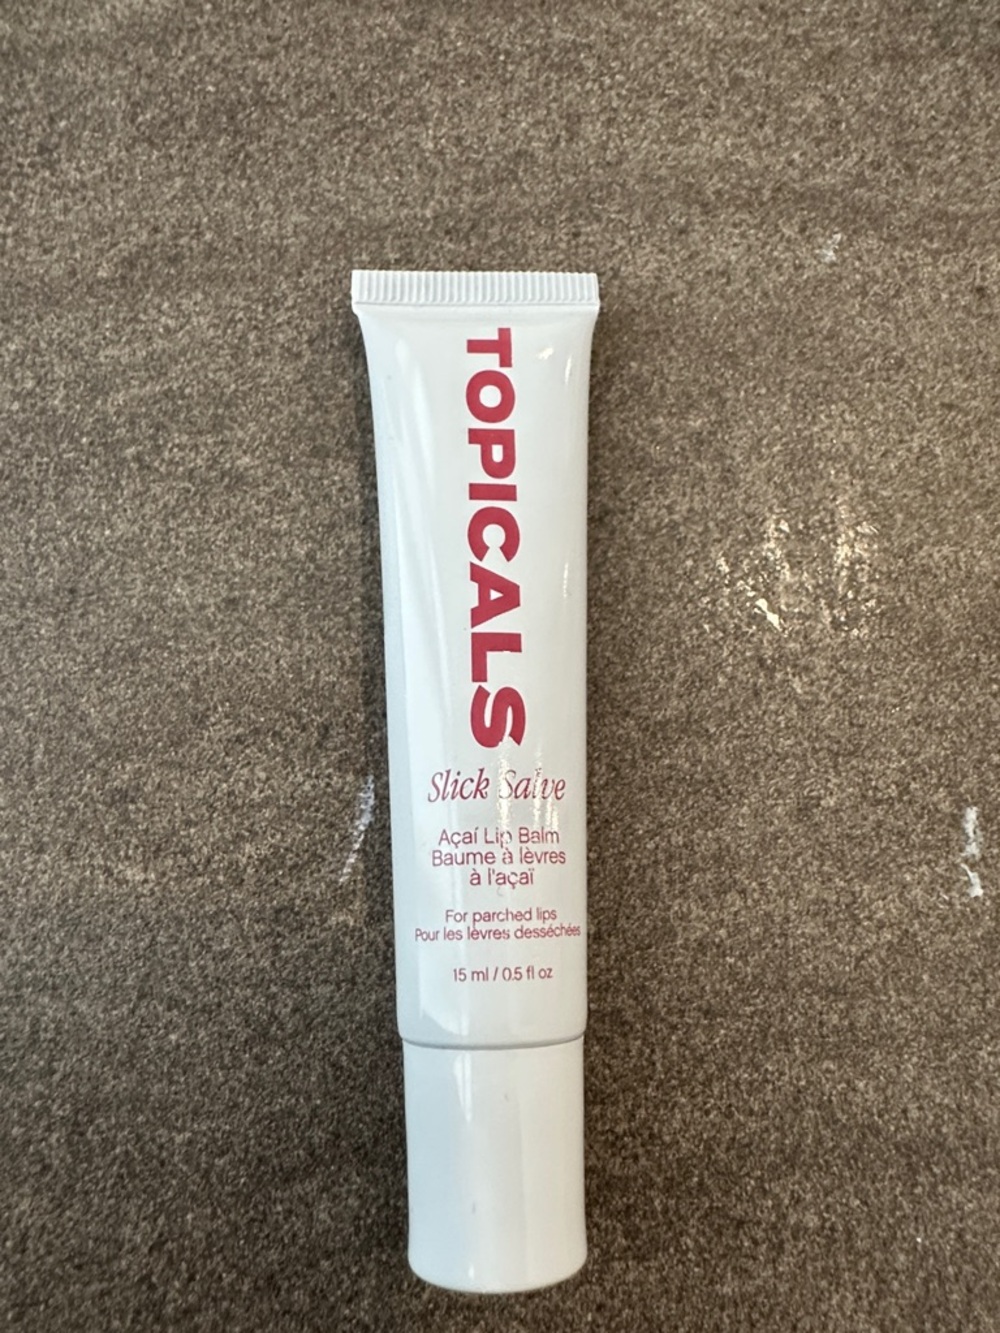 TOPICALS
Slick Salve
Açaí Lip Balm
Baume à lèvres
à l'açaï
For parched lips
Pour les lèvres desséchées
15 ml / 0.5 fl oz